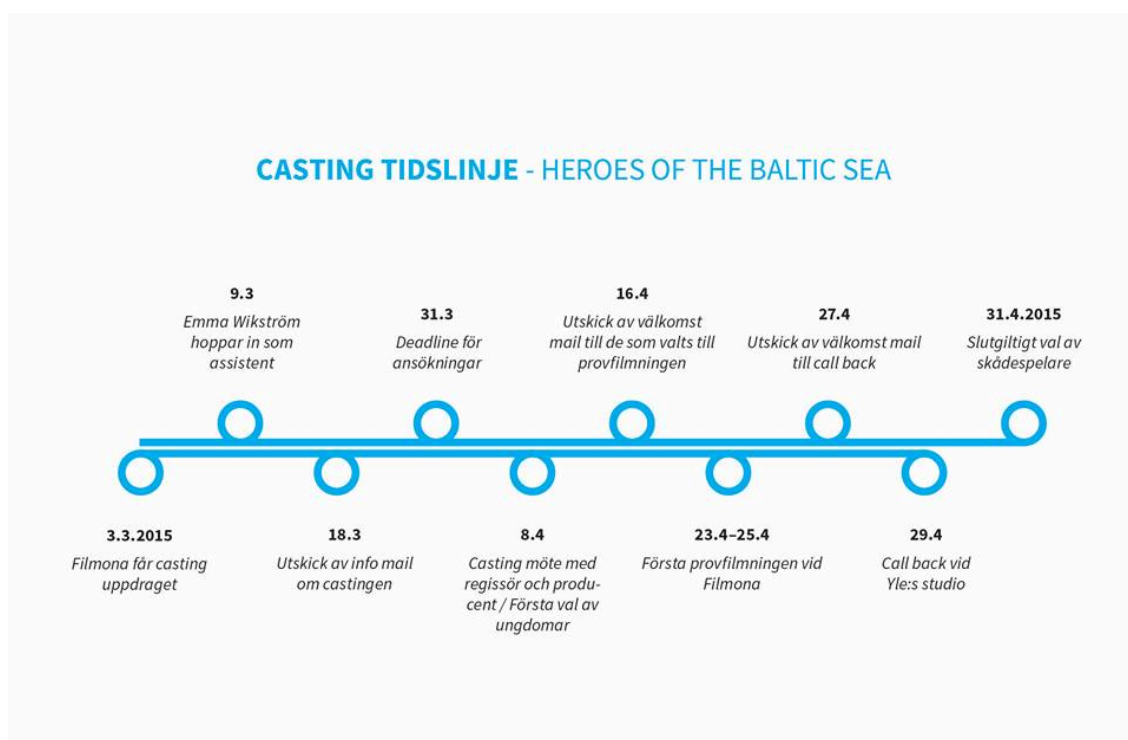 CASTING TIDSLINJE - HEROES OF THE BALTIC SEA
9.3
Emma Wikström
hoppar in som
assistent
31.3
Deadline för
ansökningar
16.4
Utskick av välkomst
mail till de som valts till
provfilmningen
27.4
Utskick av välkomst mail
till call back
31.4.2015
Slutgiltigt val av
skådespelare
3.3.2015
Filmona får casting
uppdraget
18.3
Utskick av info mail
om castingen
8.4
Casting möte med
regissör och produ-
cent / Första val av
ungdomar
23.4–25.4
Första provfilmningen vid
Filmona
29.4
Call back vid
Yle:s studio